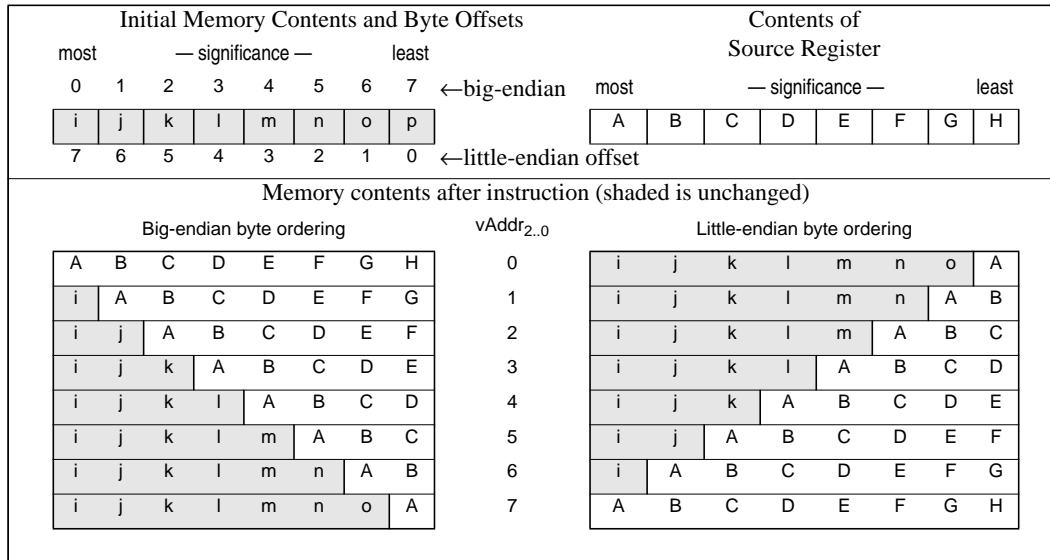 Initial Memory Contents and Byte Offsets
most — significance — least
0 1 2 3 4 5 6 7 ←big-endian
i j k l m n o p
7 6 5 4 3 2 1 0 ←little-endian offset
Contents of
Source Register
most — significance — least
A B C D E F G H
Memory contents after instruction (shaded is unchanged)
Big-endian byte ordering vAddr2..0 Little-endian byte ordering
A B C D E F G H 0 i j k l m n o A
i A B C D E F G 1 i j k l m n A B
i j A B C D E F 2 i j k l m A B C
i j k A B C D E 3 i j k l A B C D
i j k l A B C D 4 i j k A B C D E
i j k l m A B C 5 i j A B C D E F
i j k l m n A B 6 i A B C D E F G
i j k l m n o A 7 A B C D E F G H